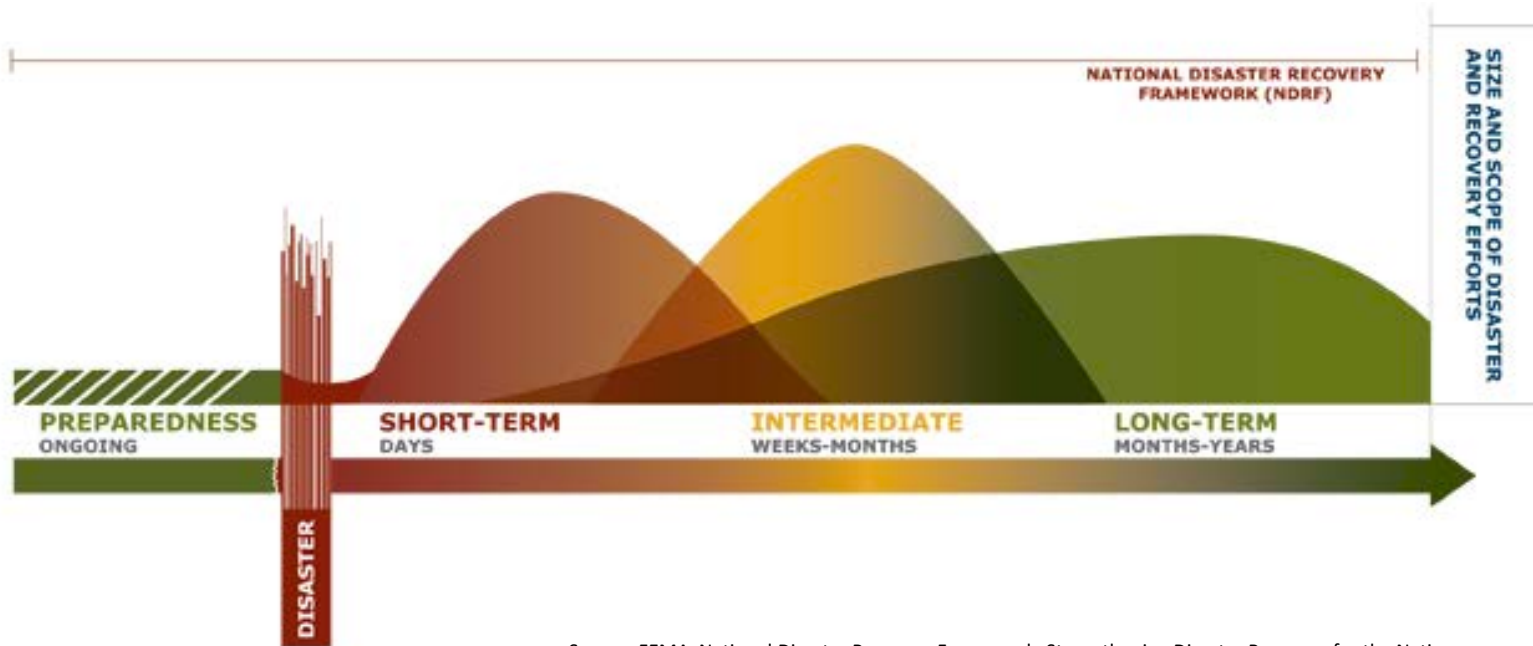 NATIONAL DISASTER RECOVERY
FRAMEWORK (NDRF)
SIZE AND SCOPE OF DISASTER
AND RECOVERY EFFORTS
PREPAREDNESS
ONGOING
SHORT-TERM
DAYS
INTERMEDIATE
WEEKS-MONTHS
LONG-TERM
MONTHS-YEARS
DISASTER